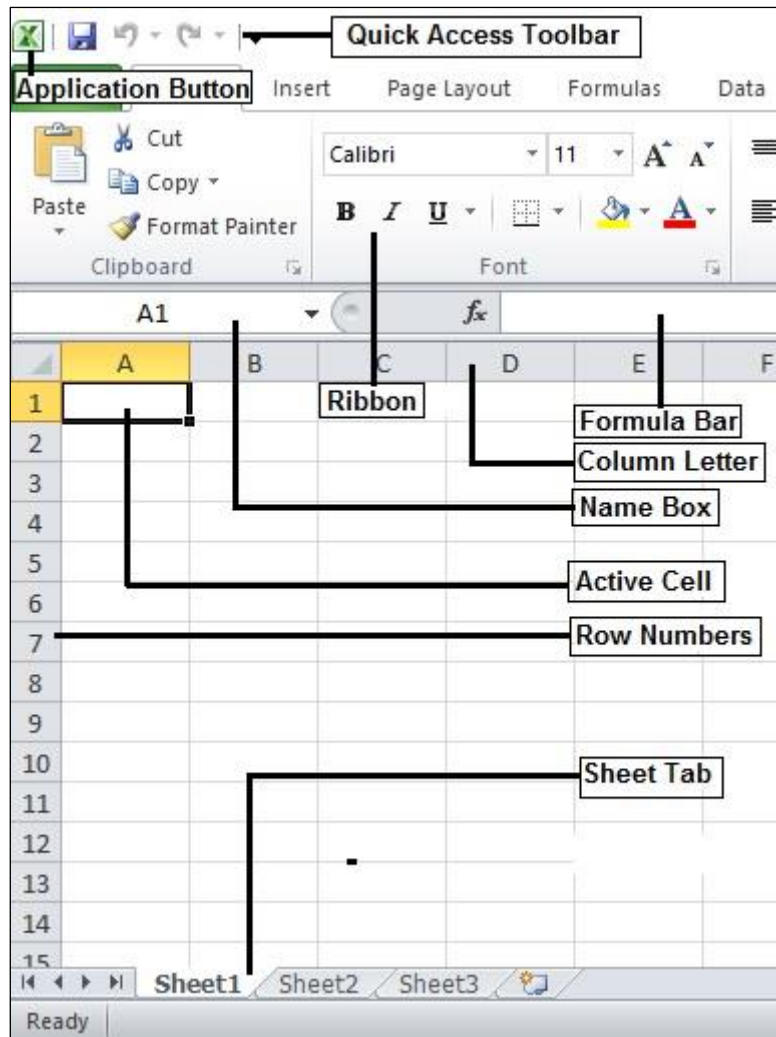 Quick Access Toolbar
Application Button Insert Page Layout Formulas Data
Cut
Copy
Paste
Format Painter
Clipboard
Calibri 11 A A
B I U A
Font
A1 fx
A B C D E F
Ribbon
Formula Bar
Column Letter
Name Box
Active Cell
Row Numbers
Sheet Tab
1
2
3
4
5
6
7
8
9
10
11
12
13
14
15
Sheet1 Sheet2 Sheet3
Ready